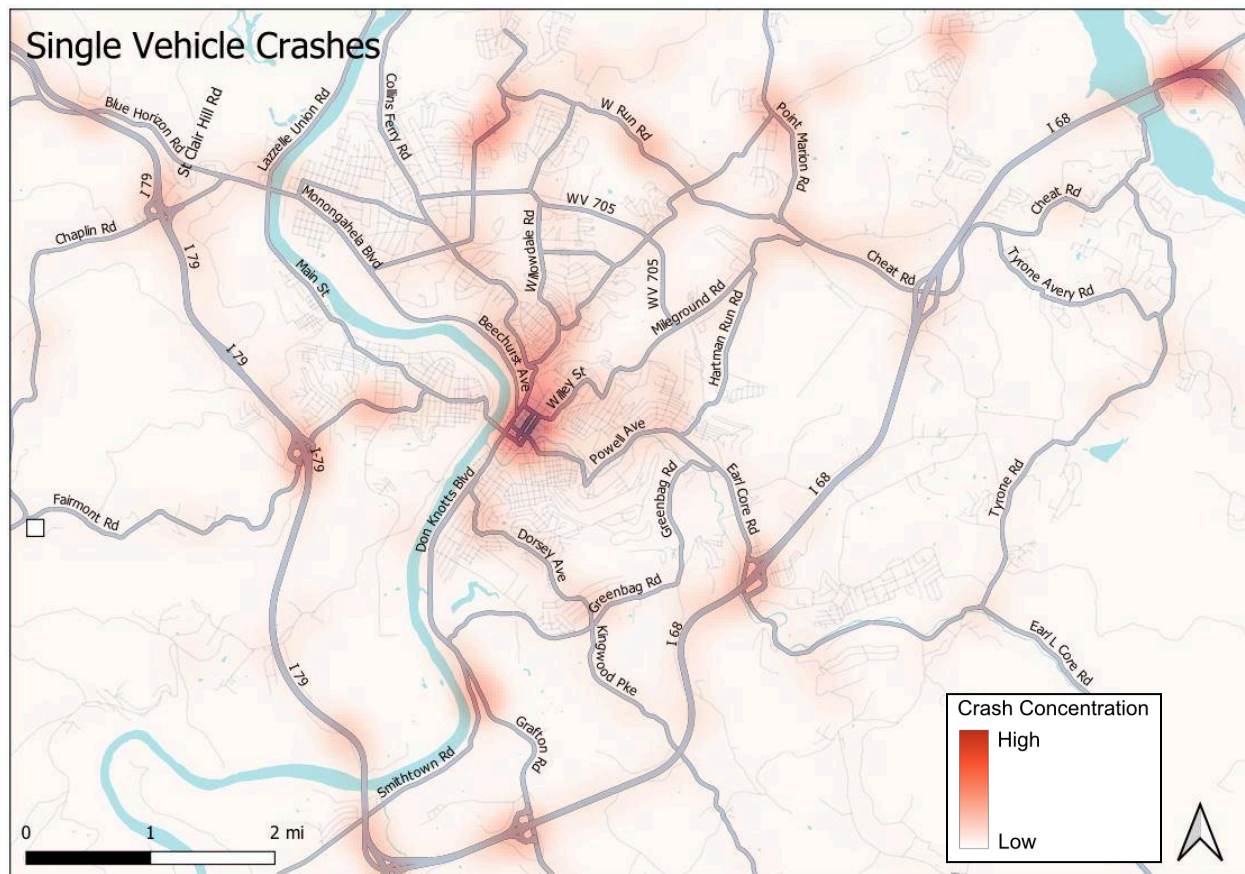 Single Vehicle Crashes
Blue Horizon Rd
St Clair Hill Rd
Lazzelle Union Rd
Collins Ferry Rd
W Run Rd
Point Marion Rd
I 68
I 79
Chaplin Rd
I 79
Monongahela Blvd
WV 705
Willowdale Rd
Cheat Rd
Main St
WV 705
Mileground Rd
Cheat Rd
Tyrone Avery Rd
I 79
Beechurst Ave
Hartman Run Rd
Willey St
I-79
Powell Ave
Fairmont Rd
Don Knotts Blvd
Greenbag Rd
Earl Core Rd
I 68
Tyrone Rd
Dorsey Ave
Greenbag Rd
I 79
Kingwood Pke
I 68
Earl L Core Rd
Smithtown Rd
Grafton Rd
Crash Concentration
High
Low
0 1 2 mi